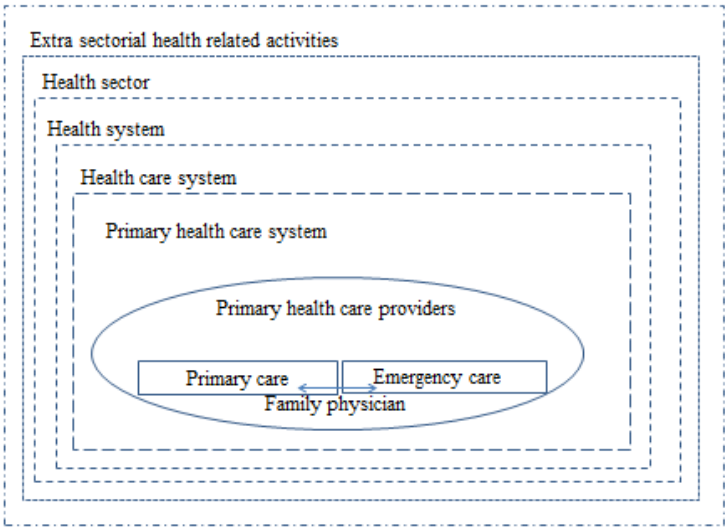 Extra sectorial health related activities
Health sector
Health system
Health care system
Primary health care system
Primary health care providers
Primary care
Emergency care
Family physician